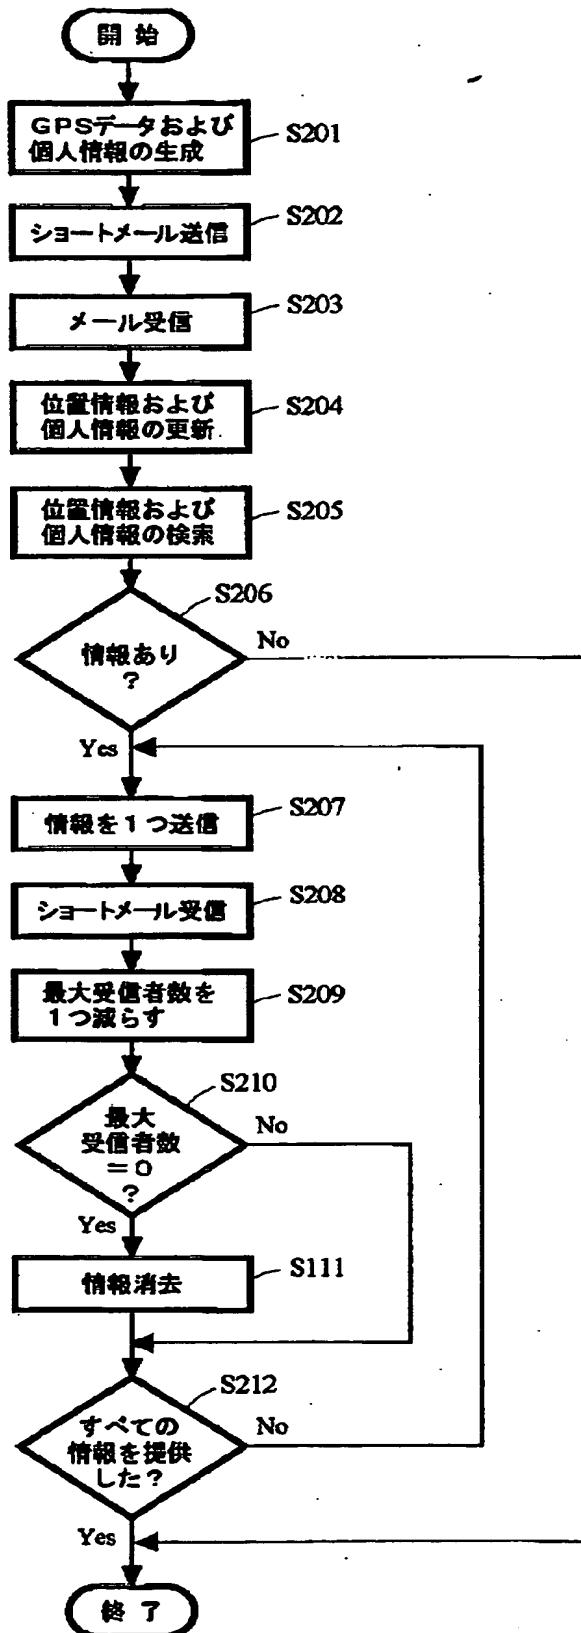 開始
GPSデータおよび
個人情報の生成
S201
ショートメール送信
S202
メール受信
S203
位置情報および
個人情報の更新
S204
位置情報および
個人情報の検索
S205
S206
情報あり
?
No
Yes
情報を1つ送信
S207
ショートメール受信
S208
最大受信者数を
1つ減らす
S209
S210
最大
受信者数
=0
?
No
Yes
情報消去
S111
S212
すべての
情報を提供
した?
No
Yes
終了